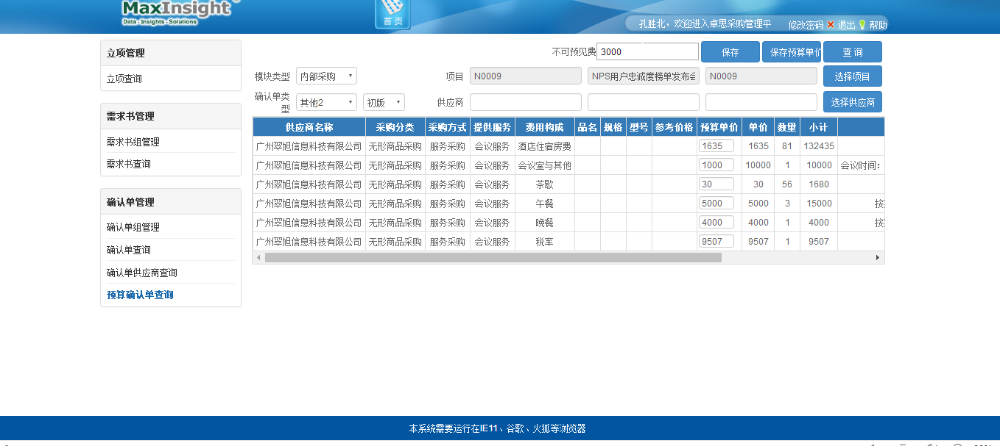 MaxInsight
Data · Insights · Solutions
首 页
孔胜北，欢迎进入卓思采购管理平
修改密码 退出 帮助
立项管理
立项查询
需求书管理
需求书组管理
需求书查询
确认单管理
确认单组管理
确认单查询
确认单供应商查询
预算确认单查询
不可预见费 3000 保存 保存预算单价 查 询
模块类型 内部采购 项目 N0009 NPS用户忠诚度榜单发布会 N0009 选择项目
确认单类型 其他2 初版 供应商 选择供应商
供应商名称 采购分类 采购方式 提供服务 费用构成 品名 规格 型号 参考价格 预算单价 单价 数量 小计
广州翆旭信息科技有限公司 无形商品采购 服务采购 会议服务 酒店住宿房费 1635 1635 81 132435
广州翆旭信息科技有限公司 无形商品采购 服务采购 会议服务 会议室与其他 1000 10000 1 10000 会议时间:
广州翆旭信息科技有限公司 无形商品采购 服务采购 会议服务 茶歇 30 30 56 1680
广州翆旭信息科技有限公司 无形商品采购 服务采购 会议服务 午餐 5000 5000 3 15000 按
广州翆旭信息科技有限公司 无形商品采购 服务采购 会议服务 晚餐 4000 4000 1 4000 按
广州翆旭信息科技有限公司 无形商品采购 服务采购 会议服务 税率 9507 9507 1 9507
本系统需要运行在IE11、谷歌、火狐等浏览器